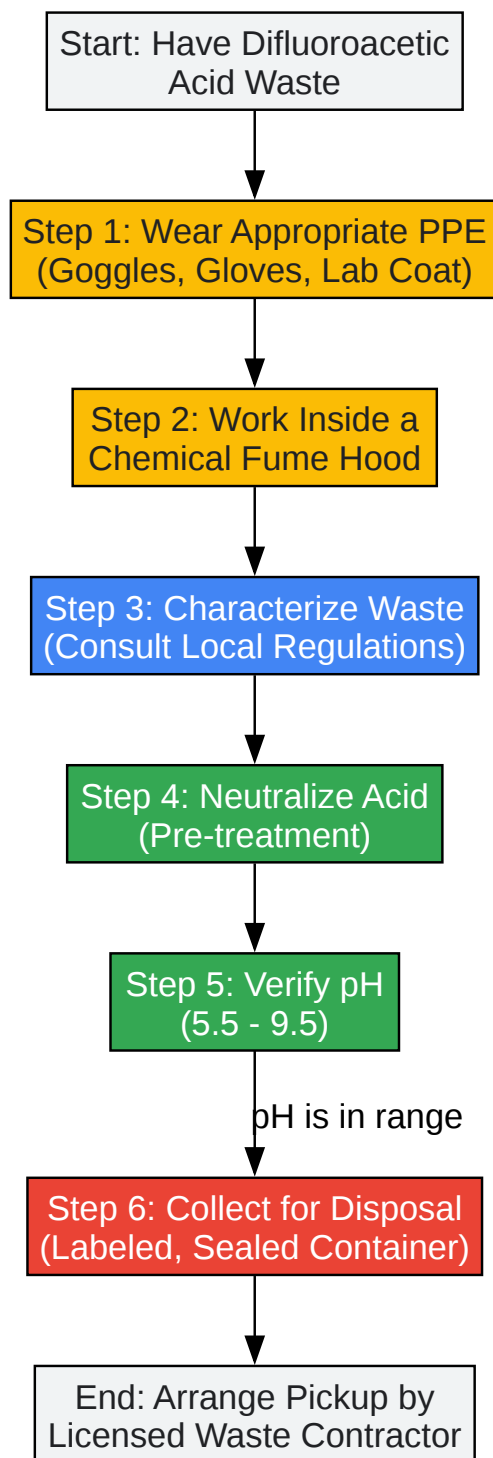 Start: Have Difluoroacetic
Acid Waste
Step 1: Wear Appropriate PPE
(Goggles, Gloves, Lab Coat)
Step 2: Work Inside a
Chemical Fume Hood
Step 3: Characterize Waste
(Consult Local Regulations)
Step 4: Neutralize Acid
(Pre-treatment)
Step 5: Verify pH
(5.5 - 9.5)
pH is in range
Step 6: Collect for Disposal
(Labeled, Sealed Container)
End: Arrange Pickup by
Licensed Waste Contractor